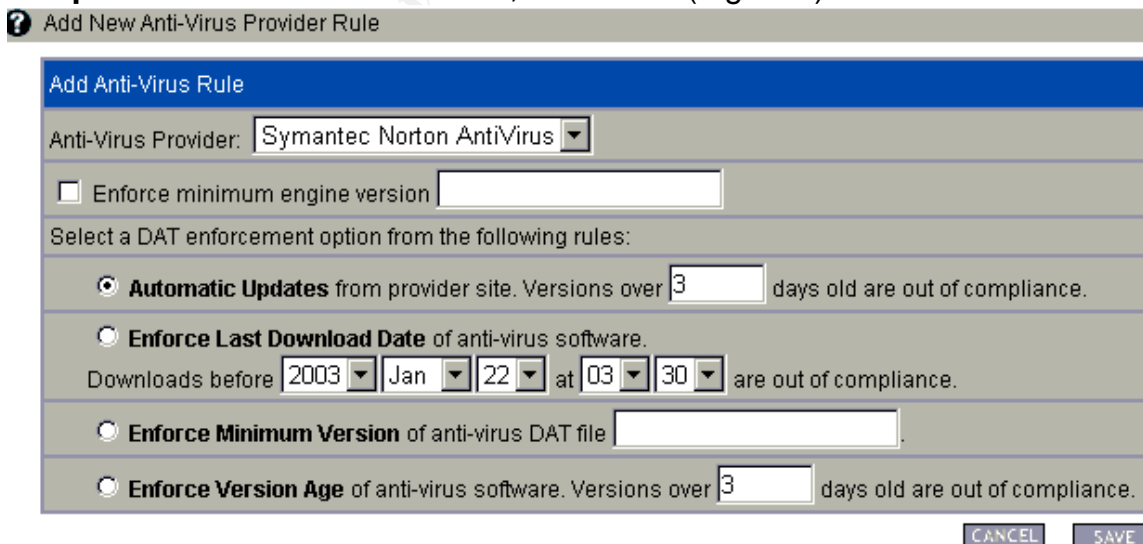 Add New Anti-Virus Provider Rule
Add Anti-Virus Rule
Anti-Virus Provider: Symantec Norton AntiVirus
Enforce minimum engine version
Select a DAT enforcement option from the following rules:
Automatic Updates from provider site. Versions over 3 days old are out of compliance.
Enforce Last Download Date of anti-virus software.
Downloads before 2003 Jan 22 at 03 30 are out of compliance.
Enforce Minimum Version of anti-virus DAT file .
Enforce Version Age of anti-virus software. Versions over 3 days old are out of compliance.
CANCEL SAVE